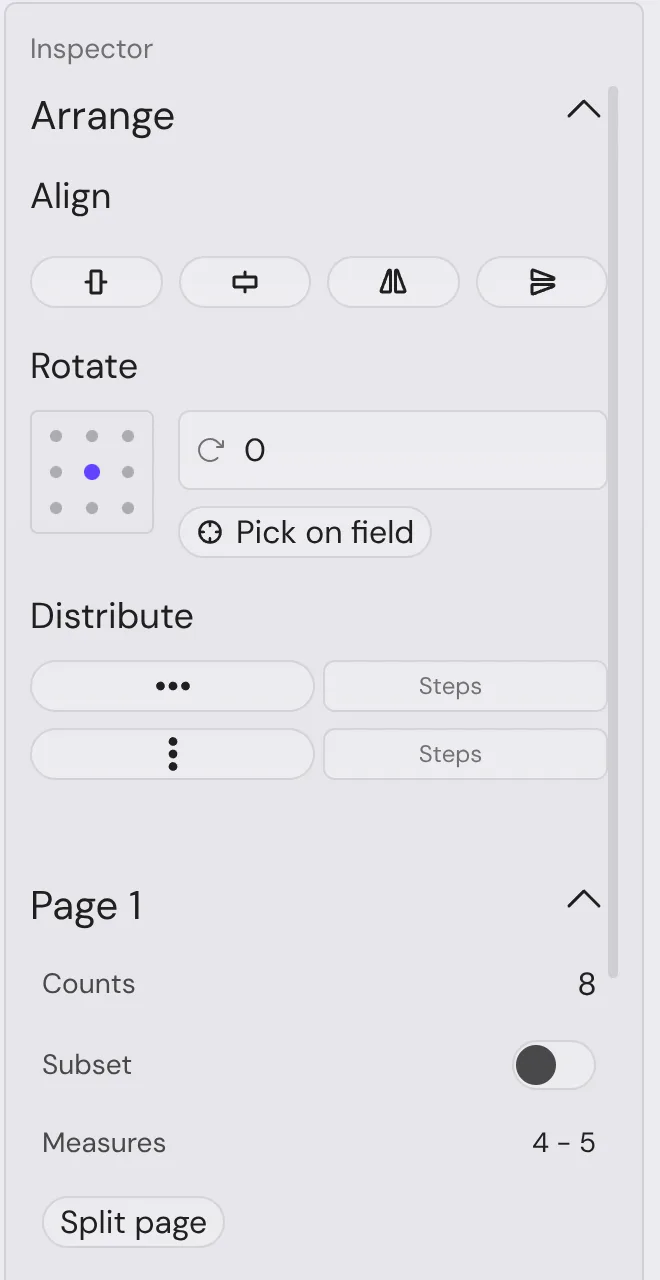 Inspector
Arrange
Align
Rotate
0
Pick on field
Distribute
Steps
Steps
Page 1
Counts 8
Subset
Measures 4 - 5
Split page